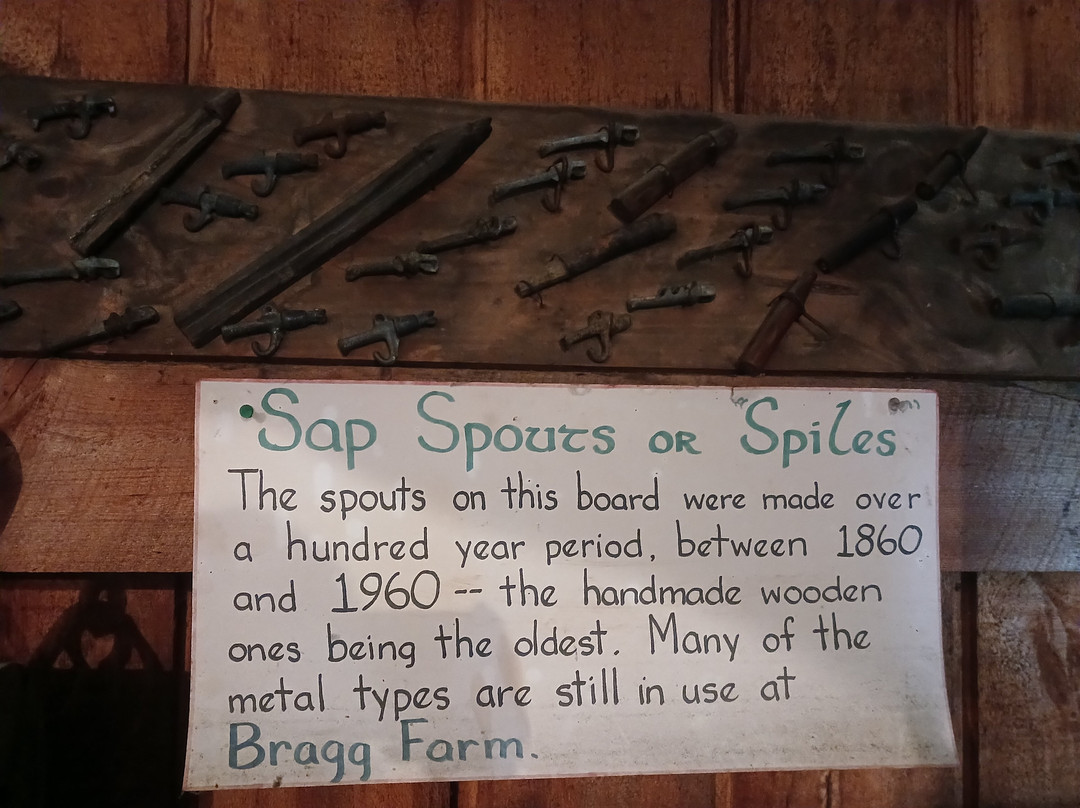 Sap Spouts or "Spiles"
The spouts on this board were made over
a hundred year period, between 1860
and 1960 -- the handmade wooden
ones being the oldest. Many of the
metal types are still in use at
Bragg Farm.